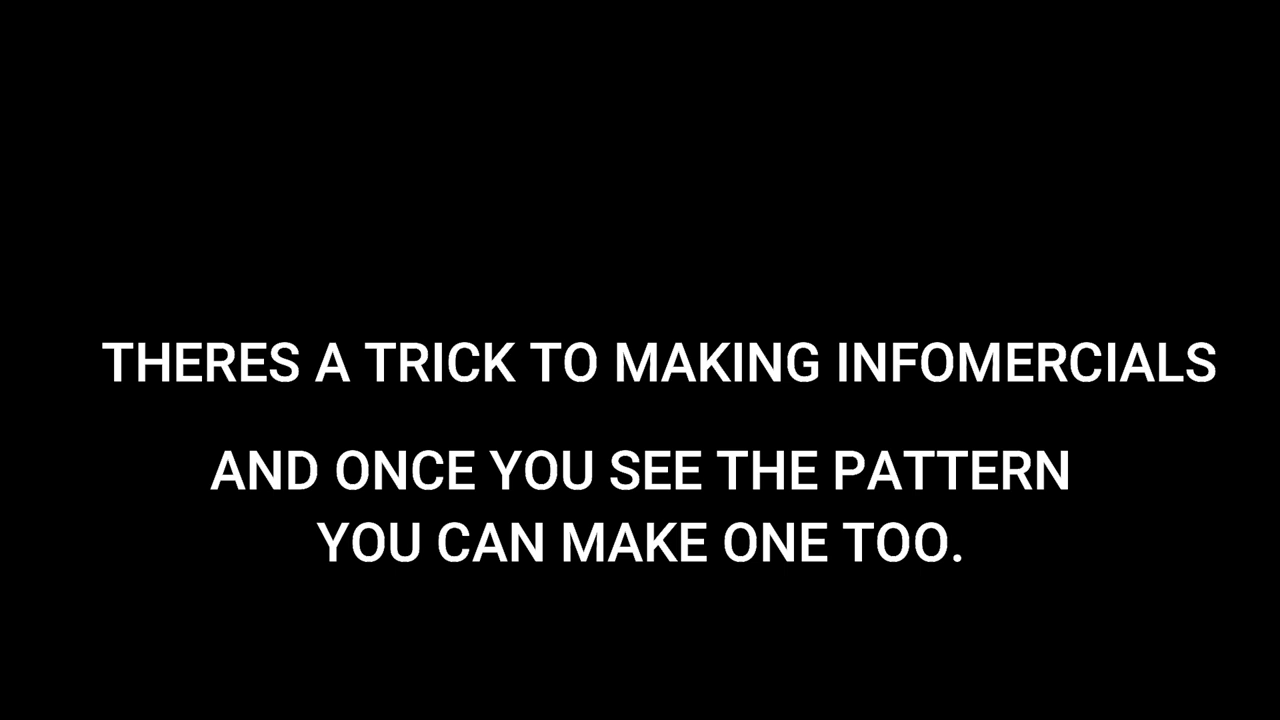 THERES A TRICK TO MAKING INFOMERCIALS
AND ONCE YOU SEE THE PATTERN
YOU CAN MAKE ONE TOO.